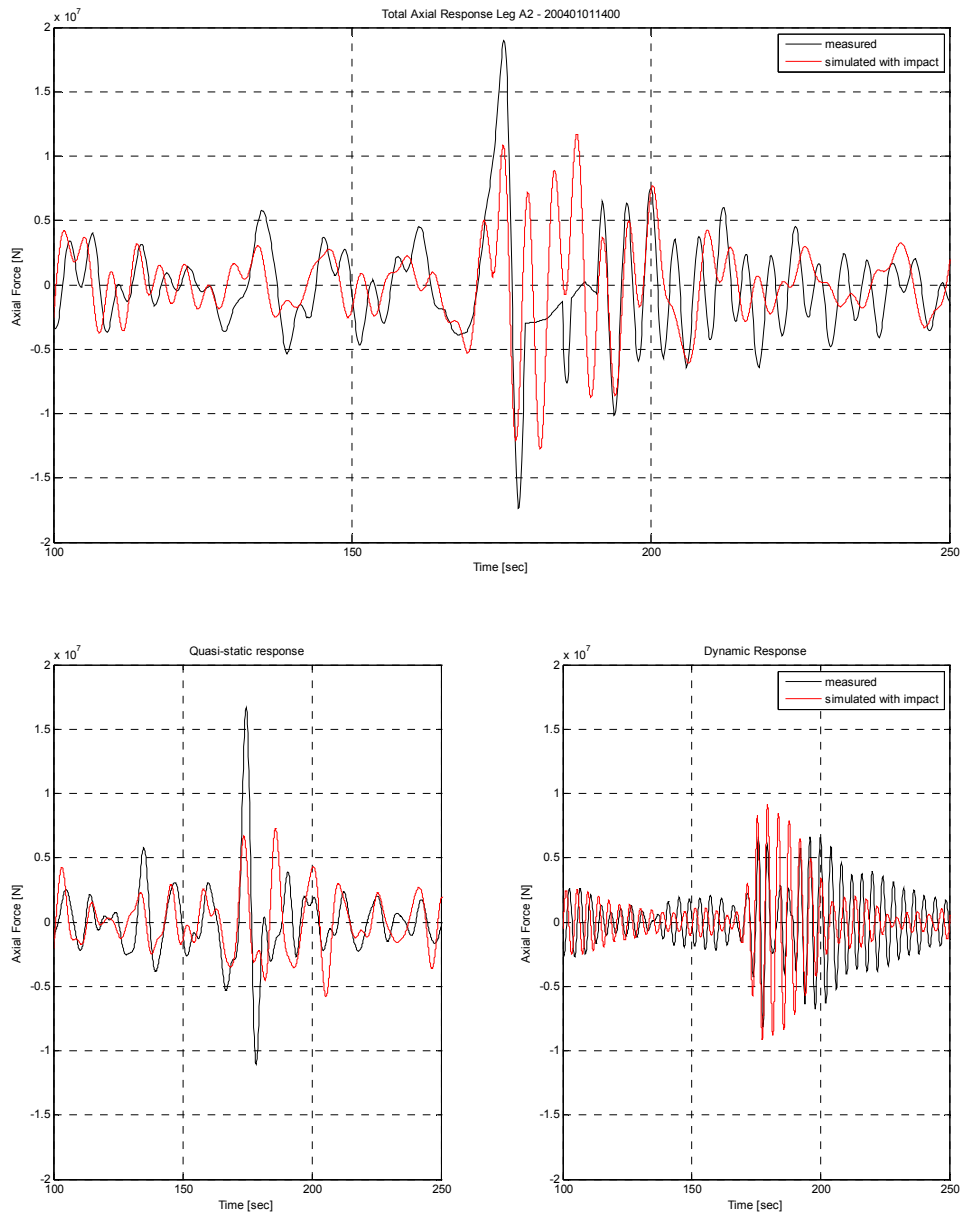 Total Axial Response Leg A2 - 200401011400
x 10^7
measured
simulated with impact
2
1.5
1
0.5
0
-0.5
-1
-1.5
-2
Axial Force [N]
100
150
200
250
Time [sec]
Quasi-static response
x 10^7
2
1.5
1
0.5
0
-0.5
-1
-1.5
-2
Axial Force [N]
100
150
200
250
Time [sec]
Dynamic Response
x 10^7
measured
simulated with impact
2
1.5
1
0.5
0
-0.5
-1
-1.5
-2
Axial Force [N]
100
150
200
250
Time [sec]